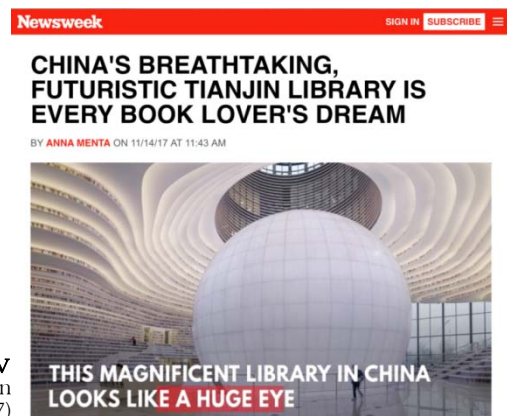 Newsweek
SIGN IN SUBSCRIBE
CHINA'S BREATHTAKING,
FUTURISTIC TIANJIN LIBRARY IS
EVERY BOOK LOVER'S DREAM
BY ANNA MENTA ON 11/14/17 AT 11:43 AM
THIS MAGNIFICENT LIBRARY IN CHINA
LOOKS LIKE A HUGE EYE
V
n
7)